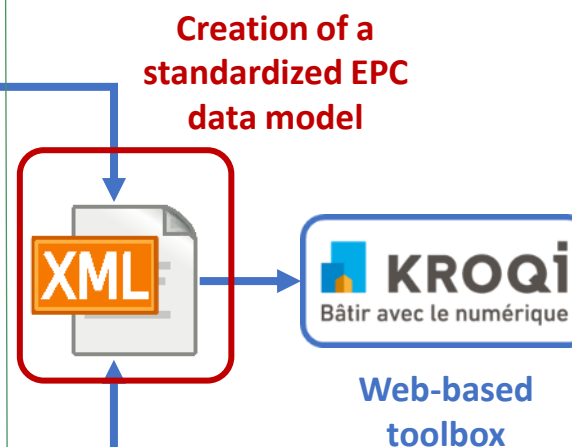 Creation of a
standardized EPC
data model
XML
KROQi
Bâtir avec le numérique
Web-based
toolbox